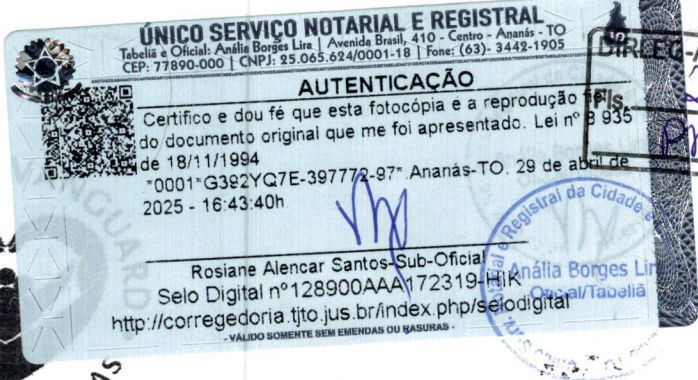 ÚNICO SERVIÇO NOTARIAL E REGISTRAL
Tabeliã e Oficial: Anália Borges Lira | Avenida Brasil, 410 - Centro - Ananás - TO
CEP: 77890-000 | CNPJ: 25.065.624/0001-18 | Fone: (63)- 3442-1905
AUTENTICAÇÃO
Certifico e dou fé que esta fotocópia é a reprodução
do documento original que me foi apresentado. Lei nº 8 935
de 18/11/1994
*0001*G392YQ7E-397772-97* Ananás-TO. 29 de abril de
2025 - 16:43:40h
Rosiane Alencar Santos-Sub-Oficial
Selo Digital nº128900AAA172319-HIK
http://corregedoria.tjto.jus.br/index.php/selodigital
- VÁLIDO SOMENTE SEM EMENDAS OU RASURAS -
Fls.
Registral da Cidade
Anália Borges
Oficial/Tabeliã
VANGUARD